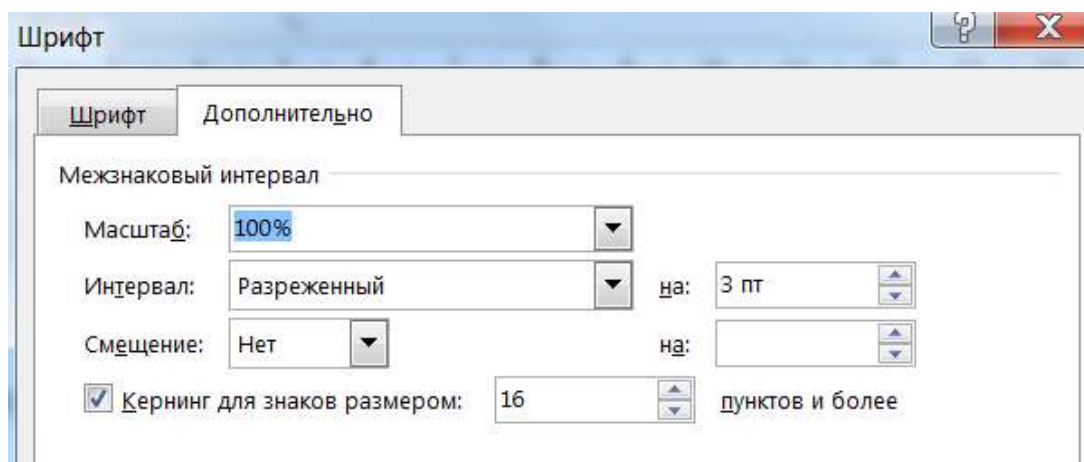 Шрифт
Шрифт Дополнительно
Межзнаковый интервал
Масштаб: 100%
Интервал: Разреженный на: 3 пт
Смещение: Нет на:
Кернинг для знаков размером: 16 пунктов и более